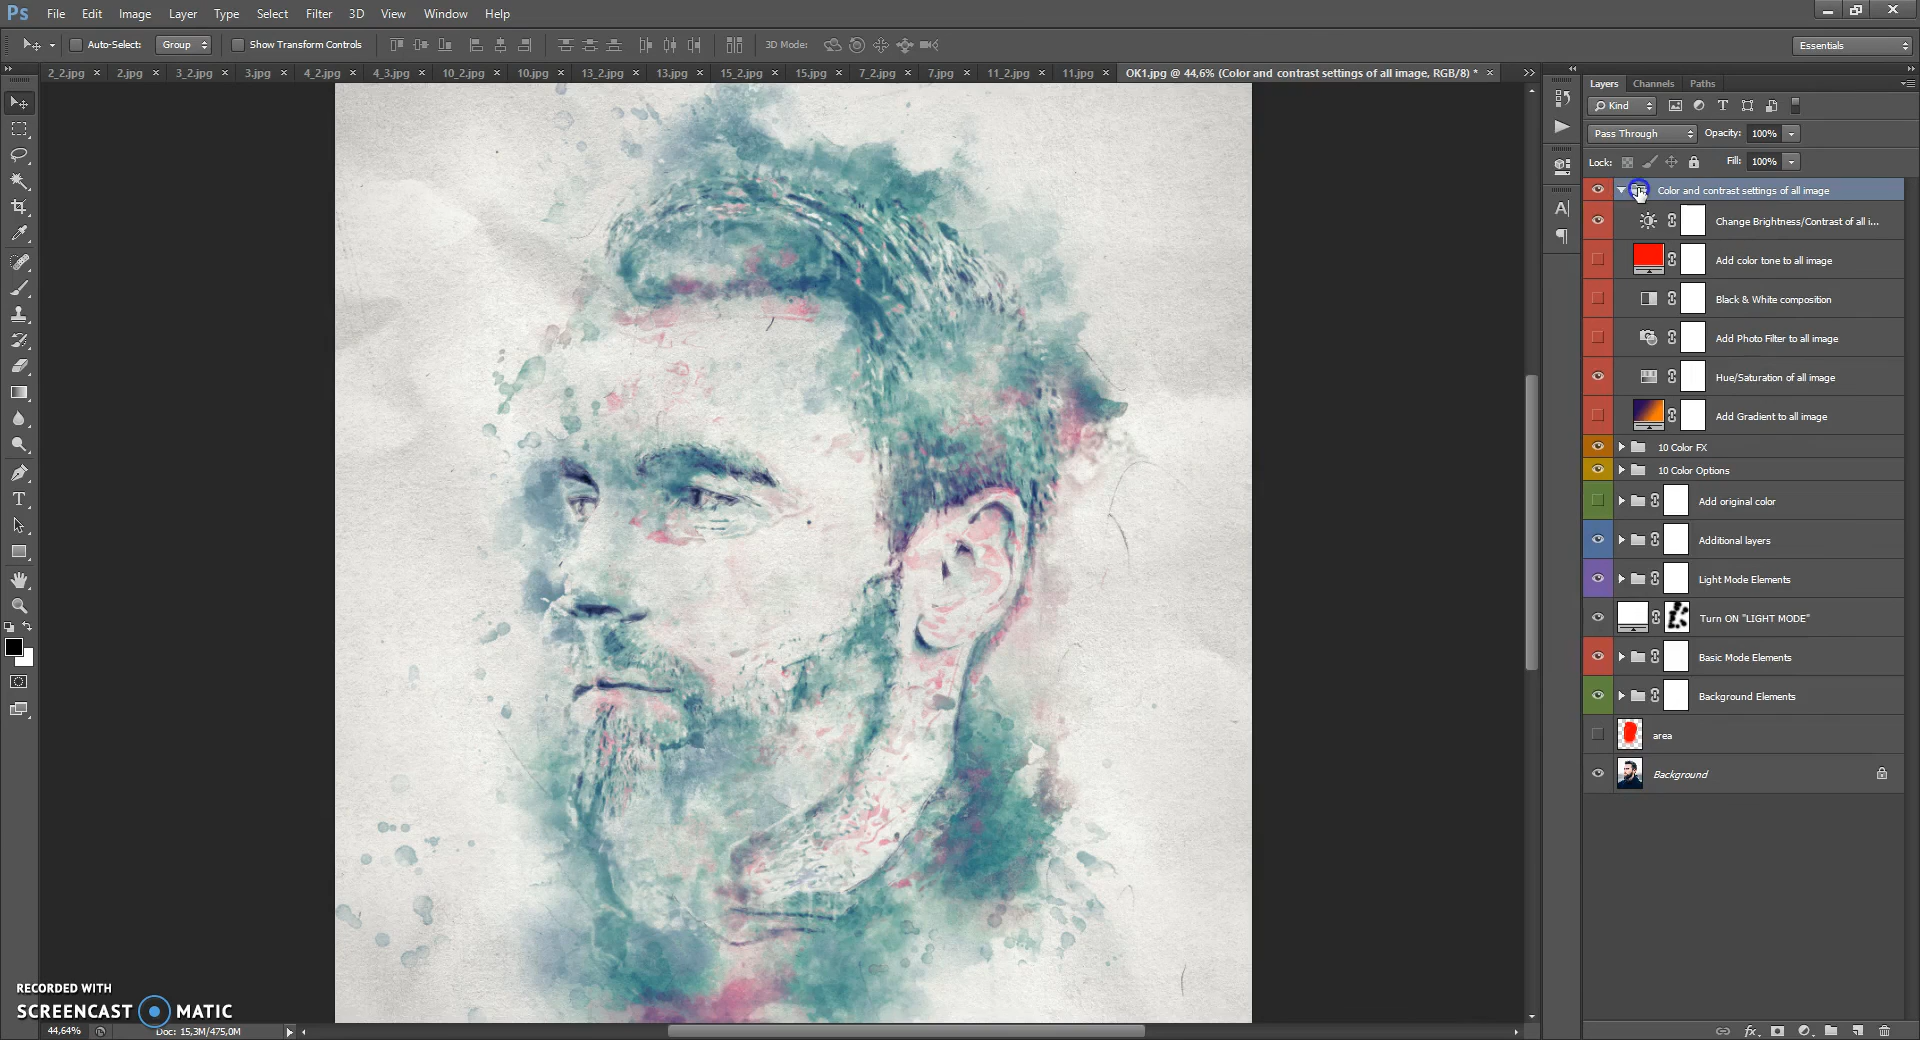 Ps File Edit Image Layer Type Select Filter 3D View Window Help
Auto-Select: Group Show Transform Controls 3D Mode: Essentials
2_2.jpg × 2.jpg × 3_2.jpg × 3.jpg × 4_2.jpg × 4_3.jpg × 10_2.jpg × 10.jpg × 13_2.jpg × 13.jpg × 15_2.jpg × 15.jpg × 7_2.jpg × 7.jpg × 11_2.jpg × 11.jpg × OK1.jpg @ 44,6% (Color and contrast settings of all image, RGB/8) * ×
Layers Channels Paths
Kind
Pass Through Opacity: 100%
Lock: Fill: 100%
Color and contrast settings of all image
Change Brightness/Contrast of all i...
Add color tone to all image
Black & White composition
Add Photo Filter to all image
Hue/Saturation of all image
Add Gradient to all image
10 Color FX
10 Color Options
Add original color
Additional layers
Light Mode Elements
Turn ON "LIGHT MODE"
Basic Mode Elements
Background Elements
area
Background
RECORDED WITH
SCREENCAST MATIC
44,64% Doc: 15,3M/475,0M
fx